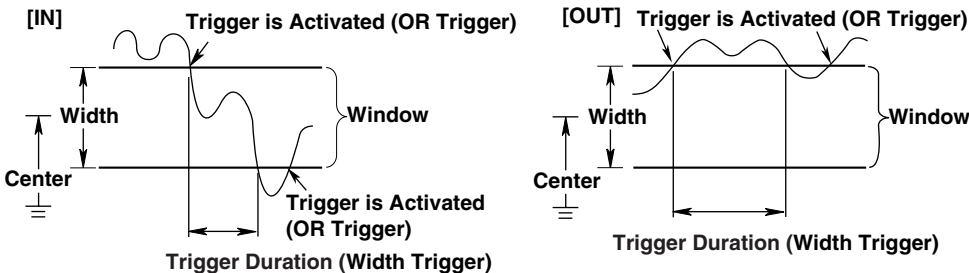 [IN]
Trigger is Activated (OR Trigger)
Width
Window
Center
Trigger is Activated
(OR Trigger)
Trigger Duration (Width Trigger)
[OUT]
Trigger is Activated (OR Trigger)
Width
Window
Center
Trigger Duration (Width Trigger)